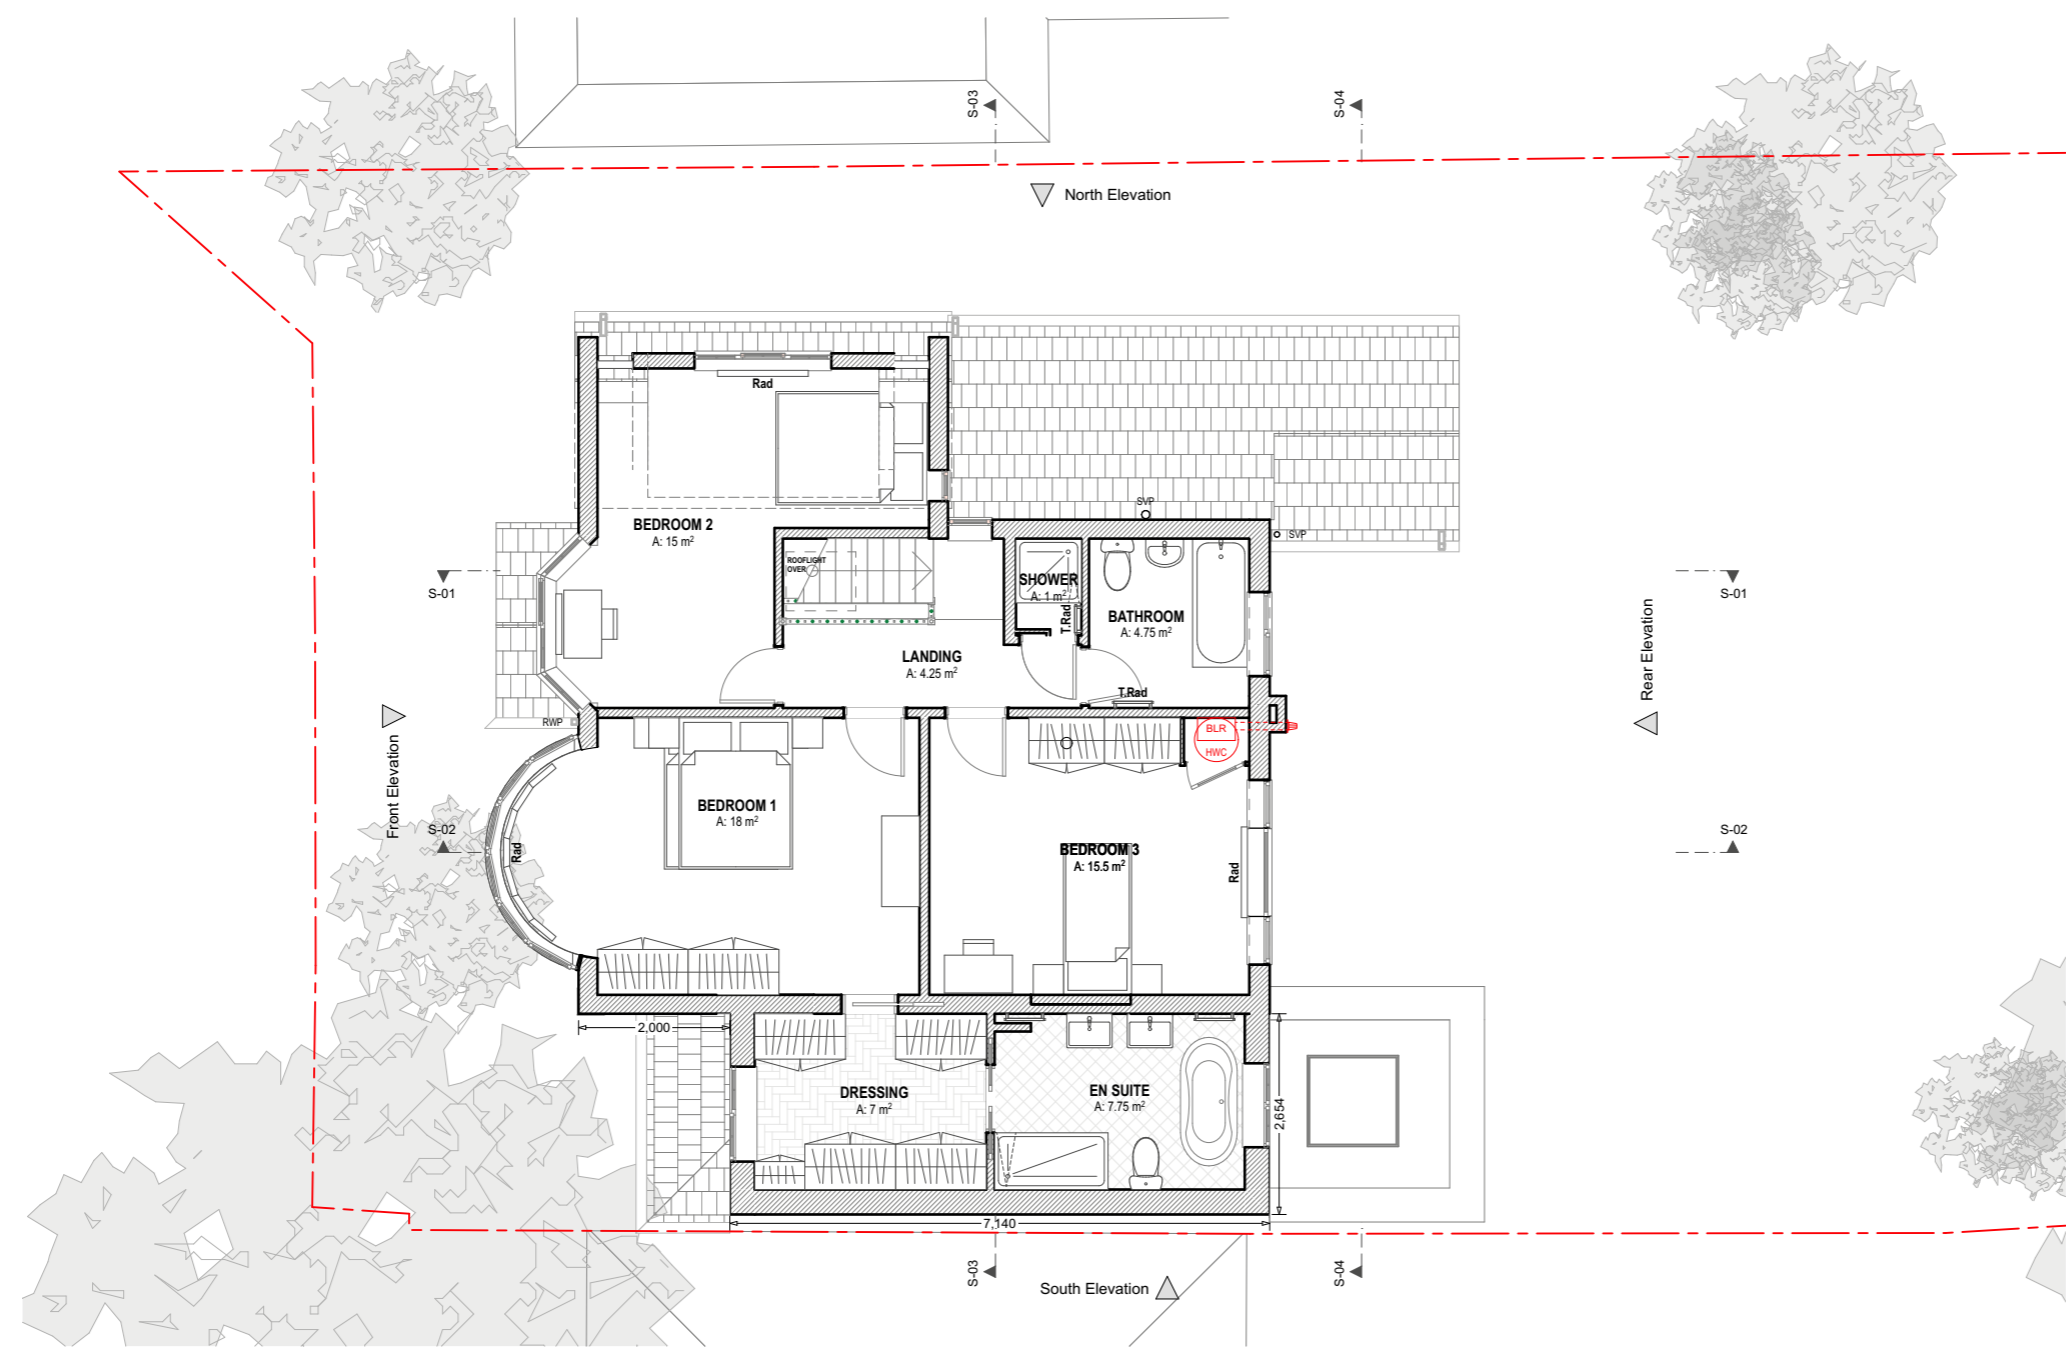 S-03
S-04
North Elevation
Rad
BEDROOM 2
A: 15 m²
SVP
SVP
ROOFLIGHT
OVER
SHOWER
A: 1 m²
T.Rad
BATHROOM
A: 4.75 m²
S-01
S-01
LANDING
A: 4.25 m²
T.Rad
Rear Elevation
Front Elevation
RWP
BLR
HWC
BEDROOM 1
A: 18 m²
S-02
S-02
Rad
BEDROOM 3
A: 15.5 m²
Rad
2,000
DRESSING
A: 7 m²
EN SUITE
A: 7.75 m²
2,654
7,140
S-03
S-04
South Elevation